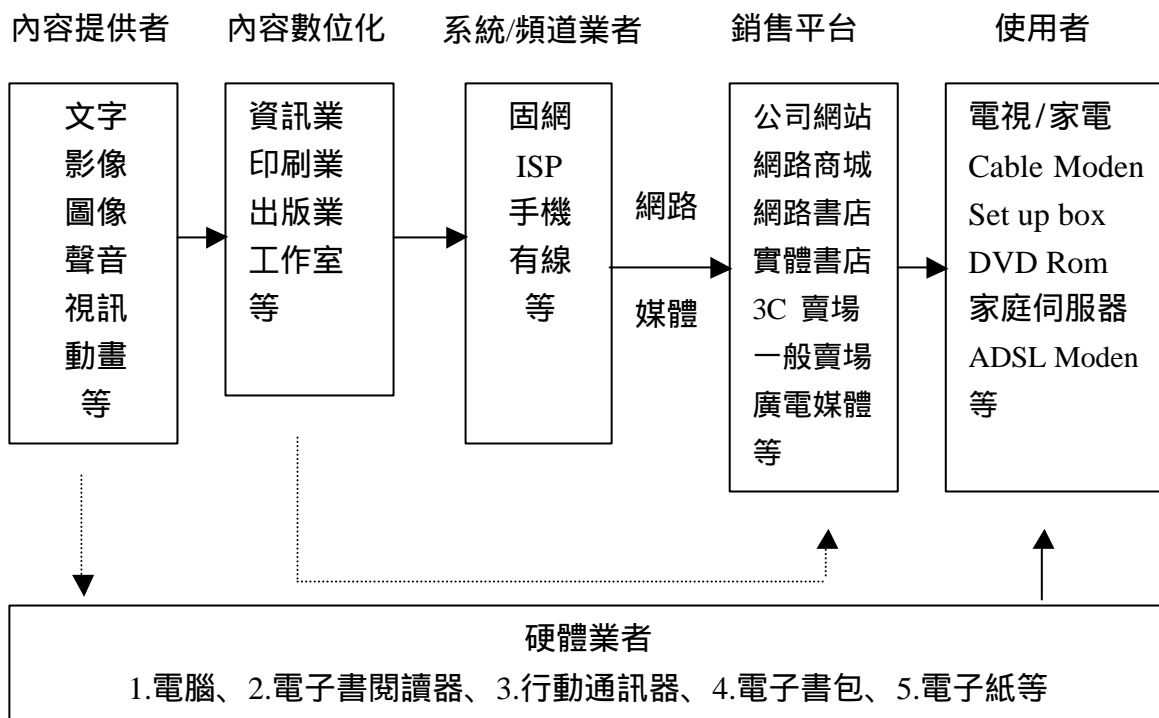 內容提供者
內容數位化
系統/頻道業者
銷售平台
使用者
文字
影像
圖像
聲音
視訊
動畫
等
資訊業
印刷業
出版業
工作室
等
固網
ISP
手機
有線
等
網路
媒體
公司網站
網路商城
網路書店
實體書店
3C 賣場
一般賣場
廣電媒體
等
電視/家電
Cable Moden
Set up box
DVD Rom
家庭伺服器
ADSL Moden
等
硬體業者
1.電腦、2.電子書閱讀器、3.行動通訊器、4.電子書包、5.電子紙等